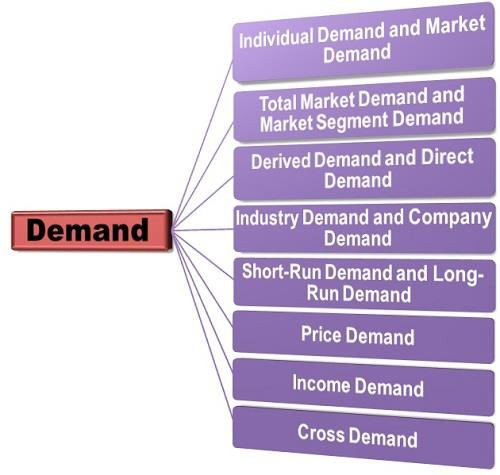 Demand
Individual Demand and Market
Demand
Total Market Demand and
Market Segment Demand
Derived Demand and Direct
Demand
Industry Demand and Company
Demand
Short-Run Demand and Long-
Run Demand
Price Demand
Income Demand
Cross Demand